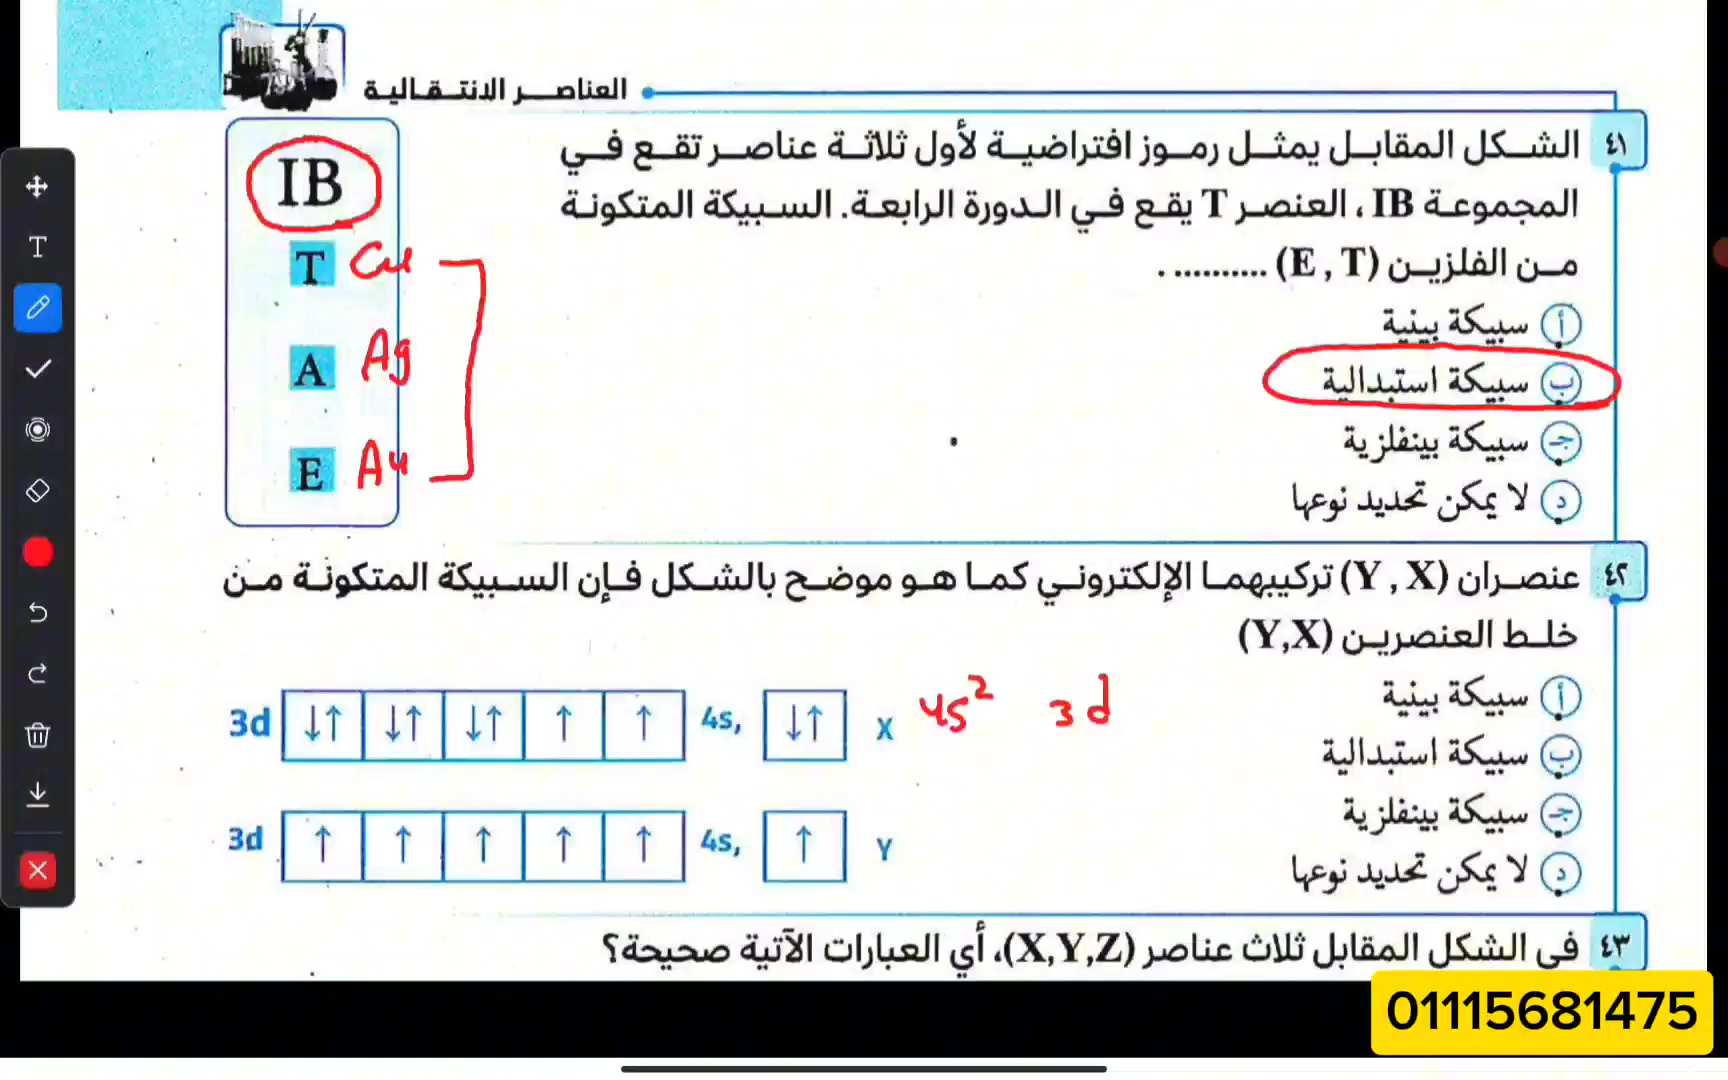 العناصر الانتقالية
٤١ الشكل المقابل يمثل رموز افتراضية لأول ثلاثة عناصر تقع في
المجموعة IB ، العنصر T يقع في الدورة الرابعة. السبيكة المتكونة
من الفلزين (E , T) .......... .
أ سبيكة بينية
ب سبيكة استبدالية
جـ سبيكة بينفلزية
د لا يمكن تحديد نوعها
IB
T Cu
A Ag
E Au
٤٢ عنصران (Y , X) تركيبهما الإلكتروني كما هو موضح بالشكل فإن السبيكة المتكونة من
خلط العنصرين (Y,X)
أ سبيكة بينية
ب سبيكة استبدالية
جـ سبيكة بينفلزية
د لا يمكن تحديد نوعها
3d ↓↑ ↓↑ ↓↑ ↑ ↑ 4s, ↓↑ X 4s² 3d
3d ↑ ↑ ↑ ↑ ↑ 4s, ↑ Y
٤٣ في الشكل المقابل ثلاث عناصر (X,Y,Z)، أي العبارات الآتية صحيحة؟
01115681475
T